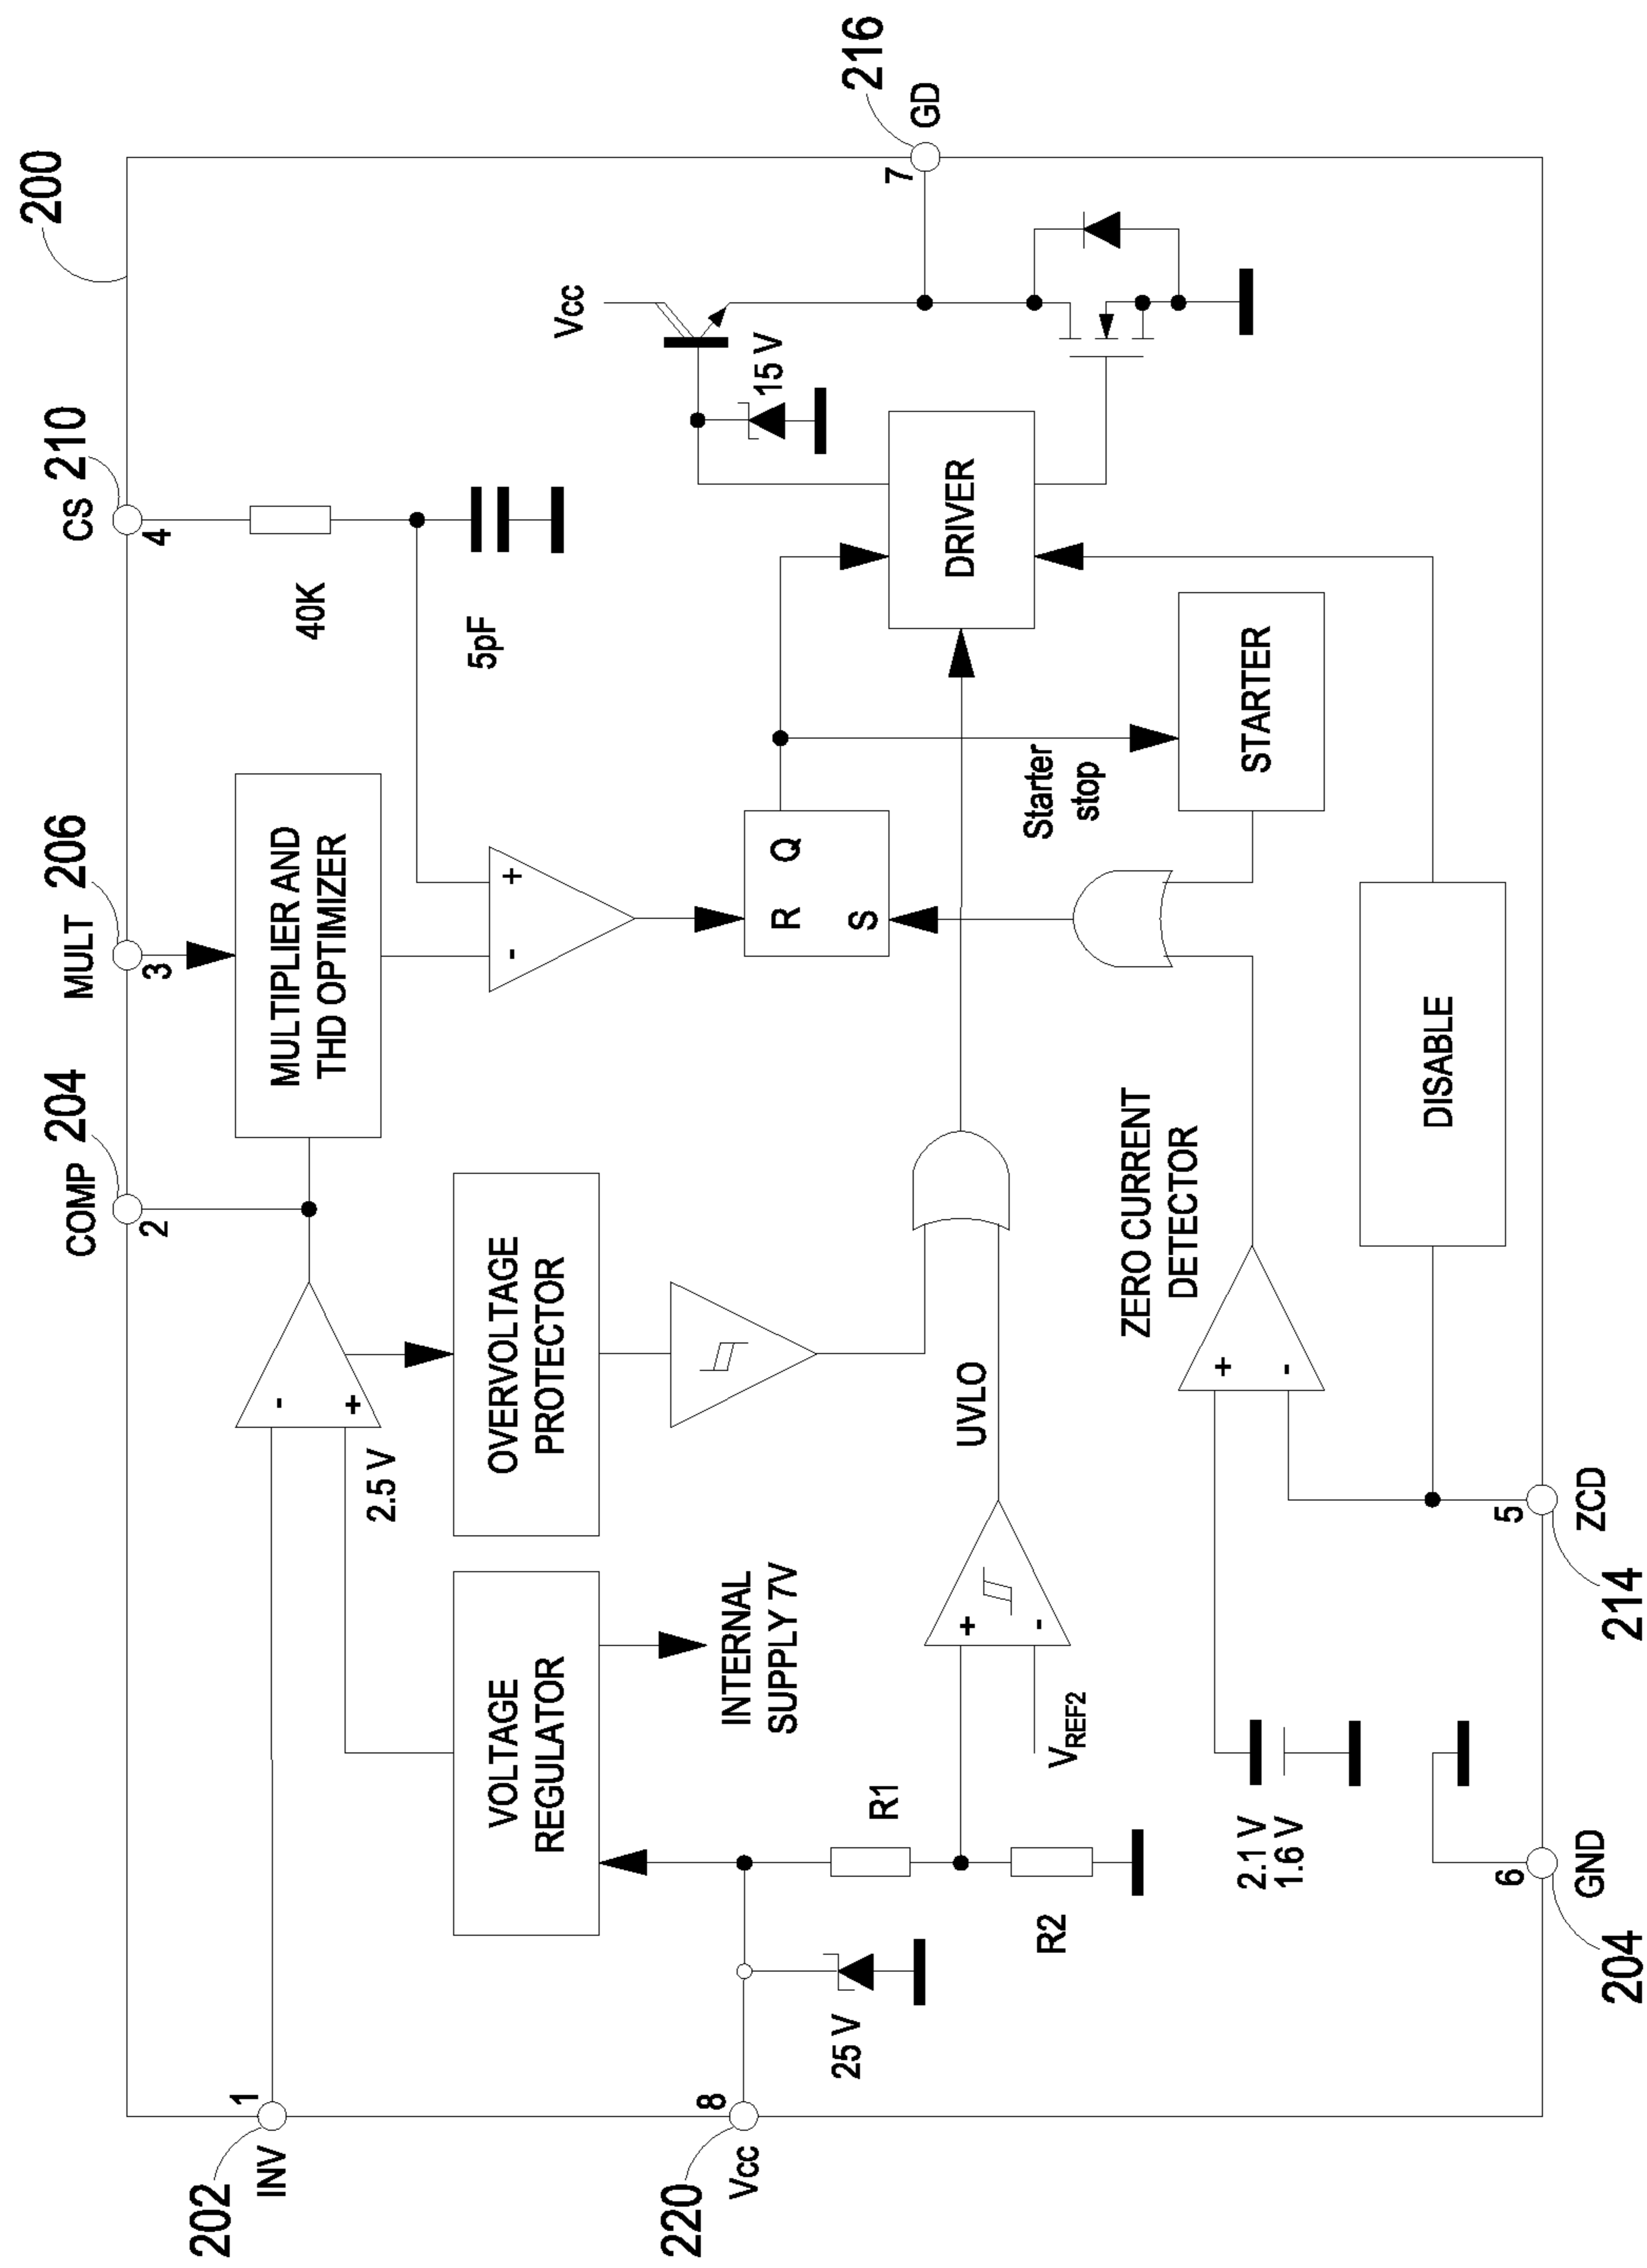 200
COMP 204
2
MULT 206
3
CS 210
4
202
INV
1
220
Vcc
8
216
GD
7
2.5 V
MULTIPLIER AND
THD OPTIMIZER
40K
5pF
VOLTAGE
REGULATOR
OVERVOLTAGE
PROTECTOR
INTERNAL
SUPPLY 7V
-
+
-
+
R Q
S
Vcc
15 V
DRIVER
25 V
R1
R2
+
-
VREF2
UVLO
Starter
stop
STARTER
ZERO CURRENT
DETECTOR
+
-
2.1 V
1.6 V
DISABLE
6
GND
204
5
ZCD
214